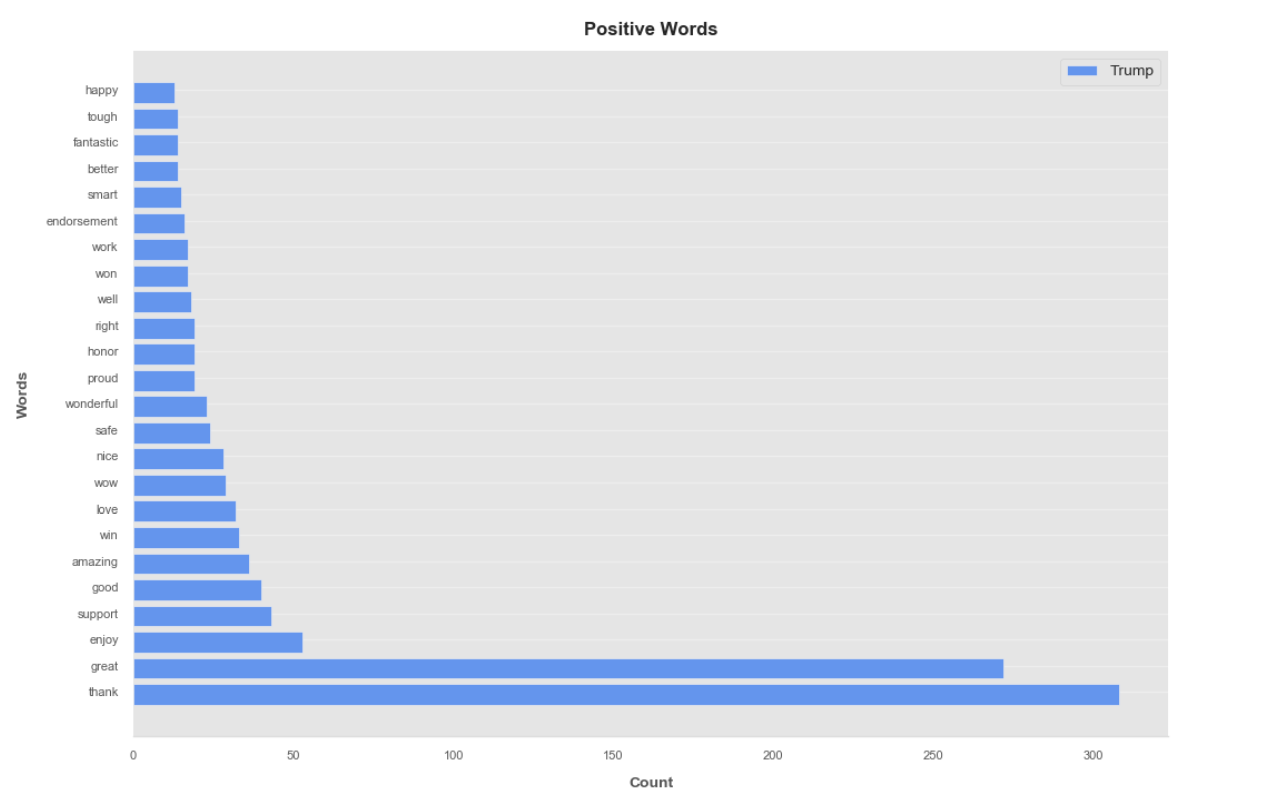 Positive Words
Trump
happy
tough
fantastic
better
smart
endorsement
work
won
well
right
honor
proud
wonderful
safe
nice
wow
love
win
amazing
good
support
enjoy
great
thank
Words
0 50 100 150 200 250 300
Count